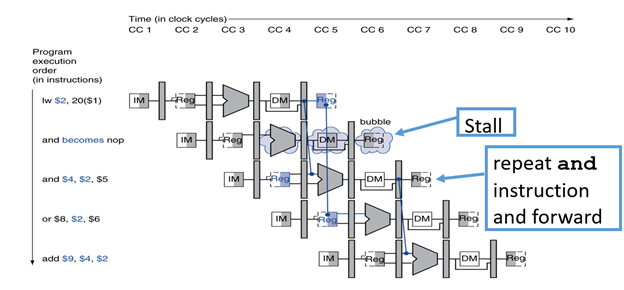 Time (in clock cycles)
CC 1 CC 2 CC 3 CC 4 CC 5 CC 6 CC 7 CC 8 CC 9 CC 10
Program
execution
order
(in instructions)
lw $2, 20($1)
IM Reg DM Reg
bubble
Stall
and becomes nop
IM Reg DM Reg
repeat and
instruction
and forward
and $4, $2, $5
IM Reg DM Reg
or $8, $2, $6
IM Reg DM Reg
add $9, $4, $2
IM Reg DM Reg